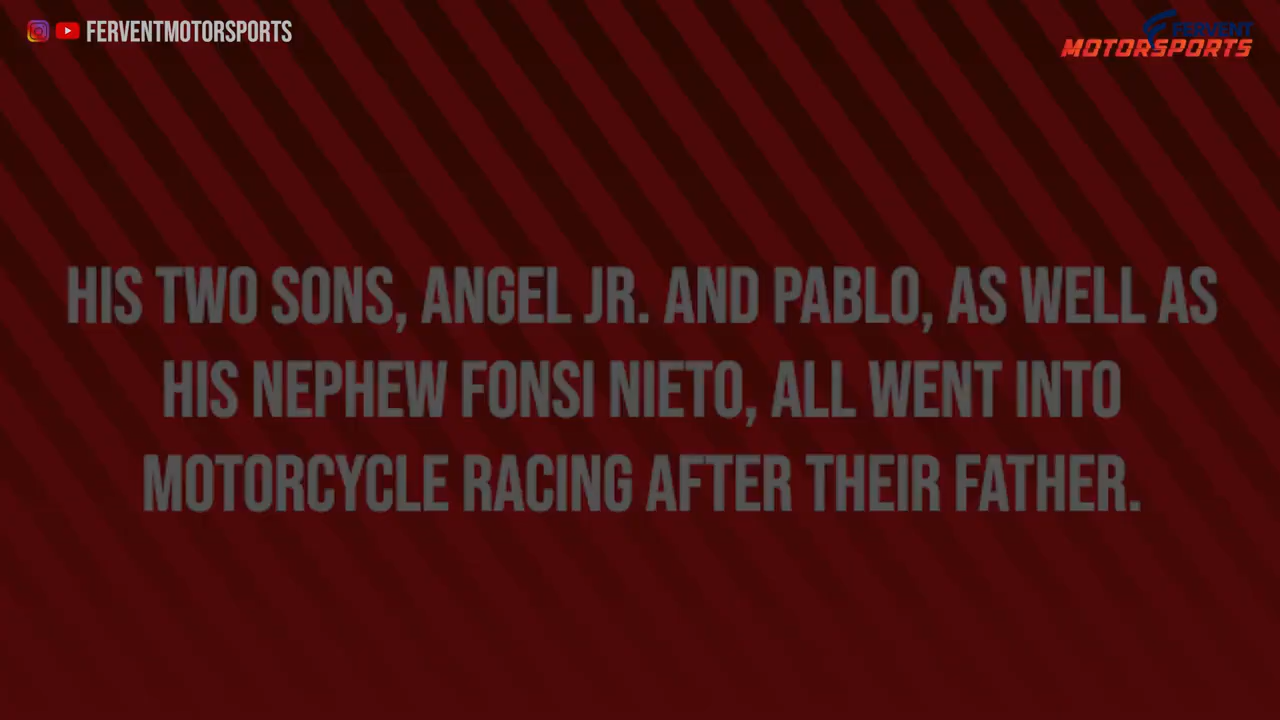 FERVENTMOTORSPORTS
FERVENT
MOTORSPORTS
HIS TWO SONS, ANGEL JR. AND PABLO, AS WELL AS
HIS NEPHEW FONSI NIETO, ALL WENT INTO
MOTORCYCLE RACING AFTER THEIR FATHER.